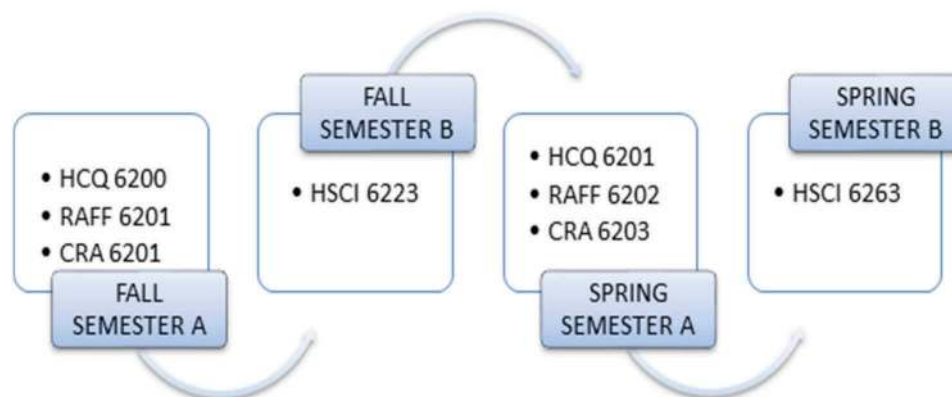 • HCQ 6200
• RAFF 6201
• CRA 6201
FALL
SEMESTER A
FALL
SEMESTER B
• HSCI 6223
• HCQ 6201
• RAFF 6202
• CRA 6203
SPRING
SEMESTER A
SPRING
SEMESTER B
• HSCI 6263